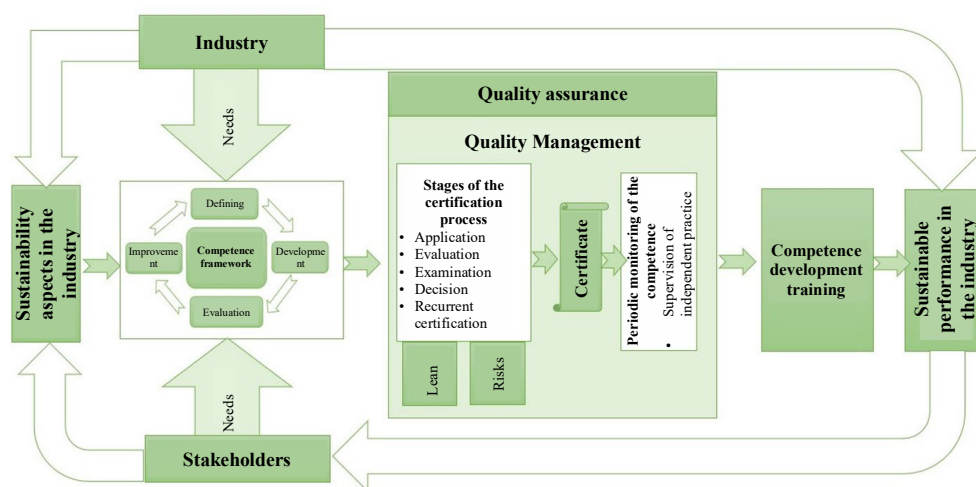 Industry
Quality assurance
Needs
Quality Management
Sustainability
aspects in the
industry
Defining
Improveme
nt
Competence
framework
Developme
nt
Evaluation
Stages of the
certification
process
• Application
• Evaluation
• Examination
• Decision
• Recurrent
certification
Lean
Risks
Certificate
Periodic monitoring of the
competence
• Supervision of
independent practice
Competence
development
training
Sustainable
performance in
the industry
Needs
Stakeholders